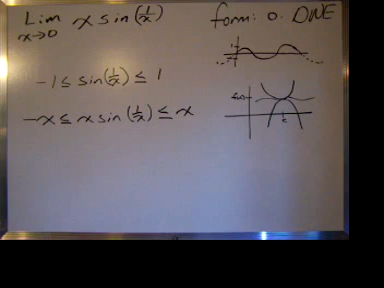 Lim x sin(1/x) form: 0· DNE
x→0
-1 ≤ sin(1/x) ≤ 1
-x ≤ x sin(1/x) ≤ x